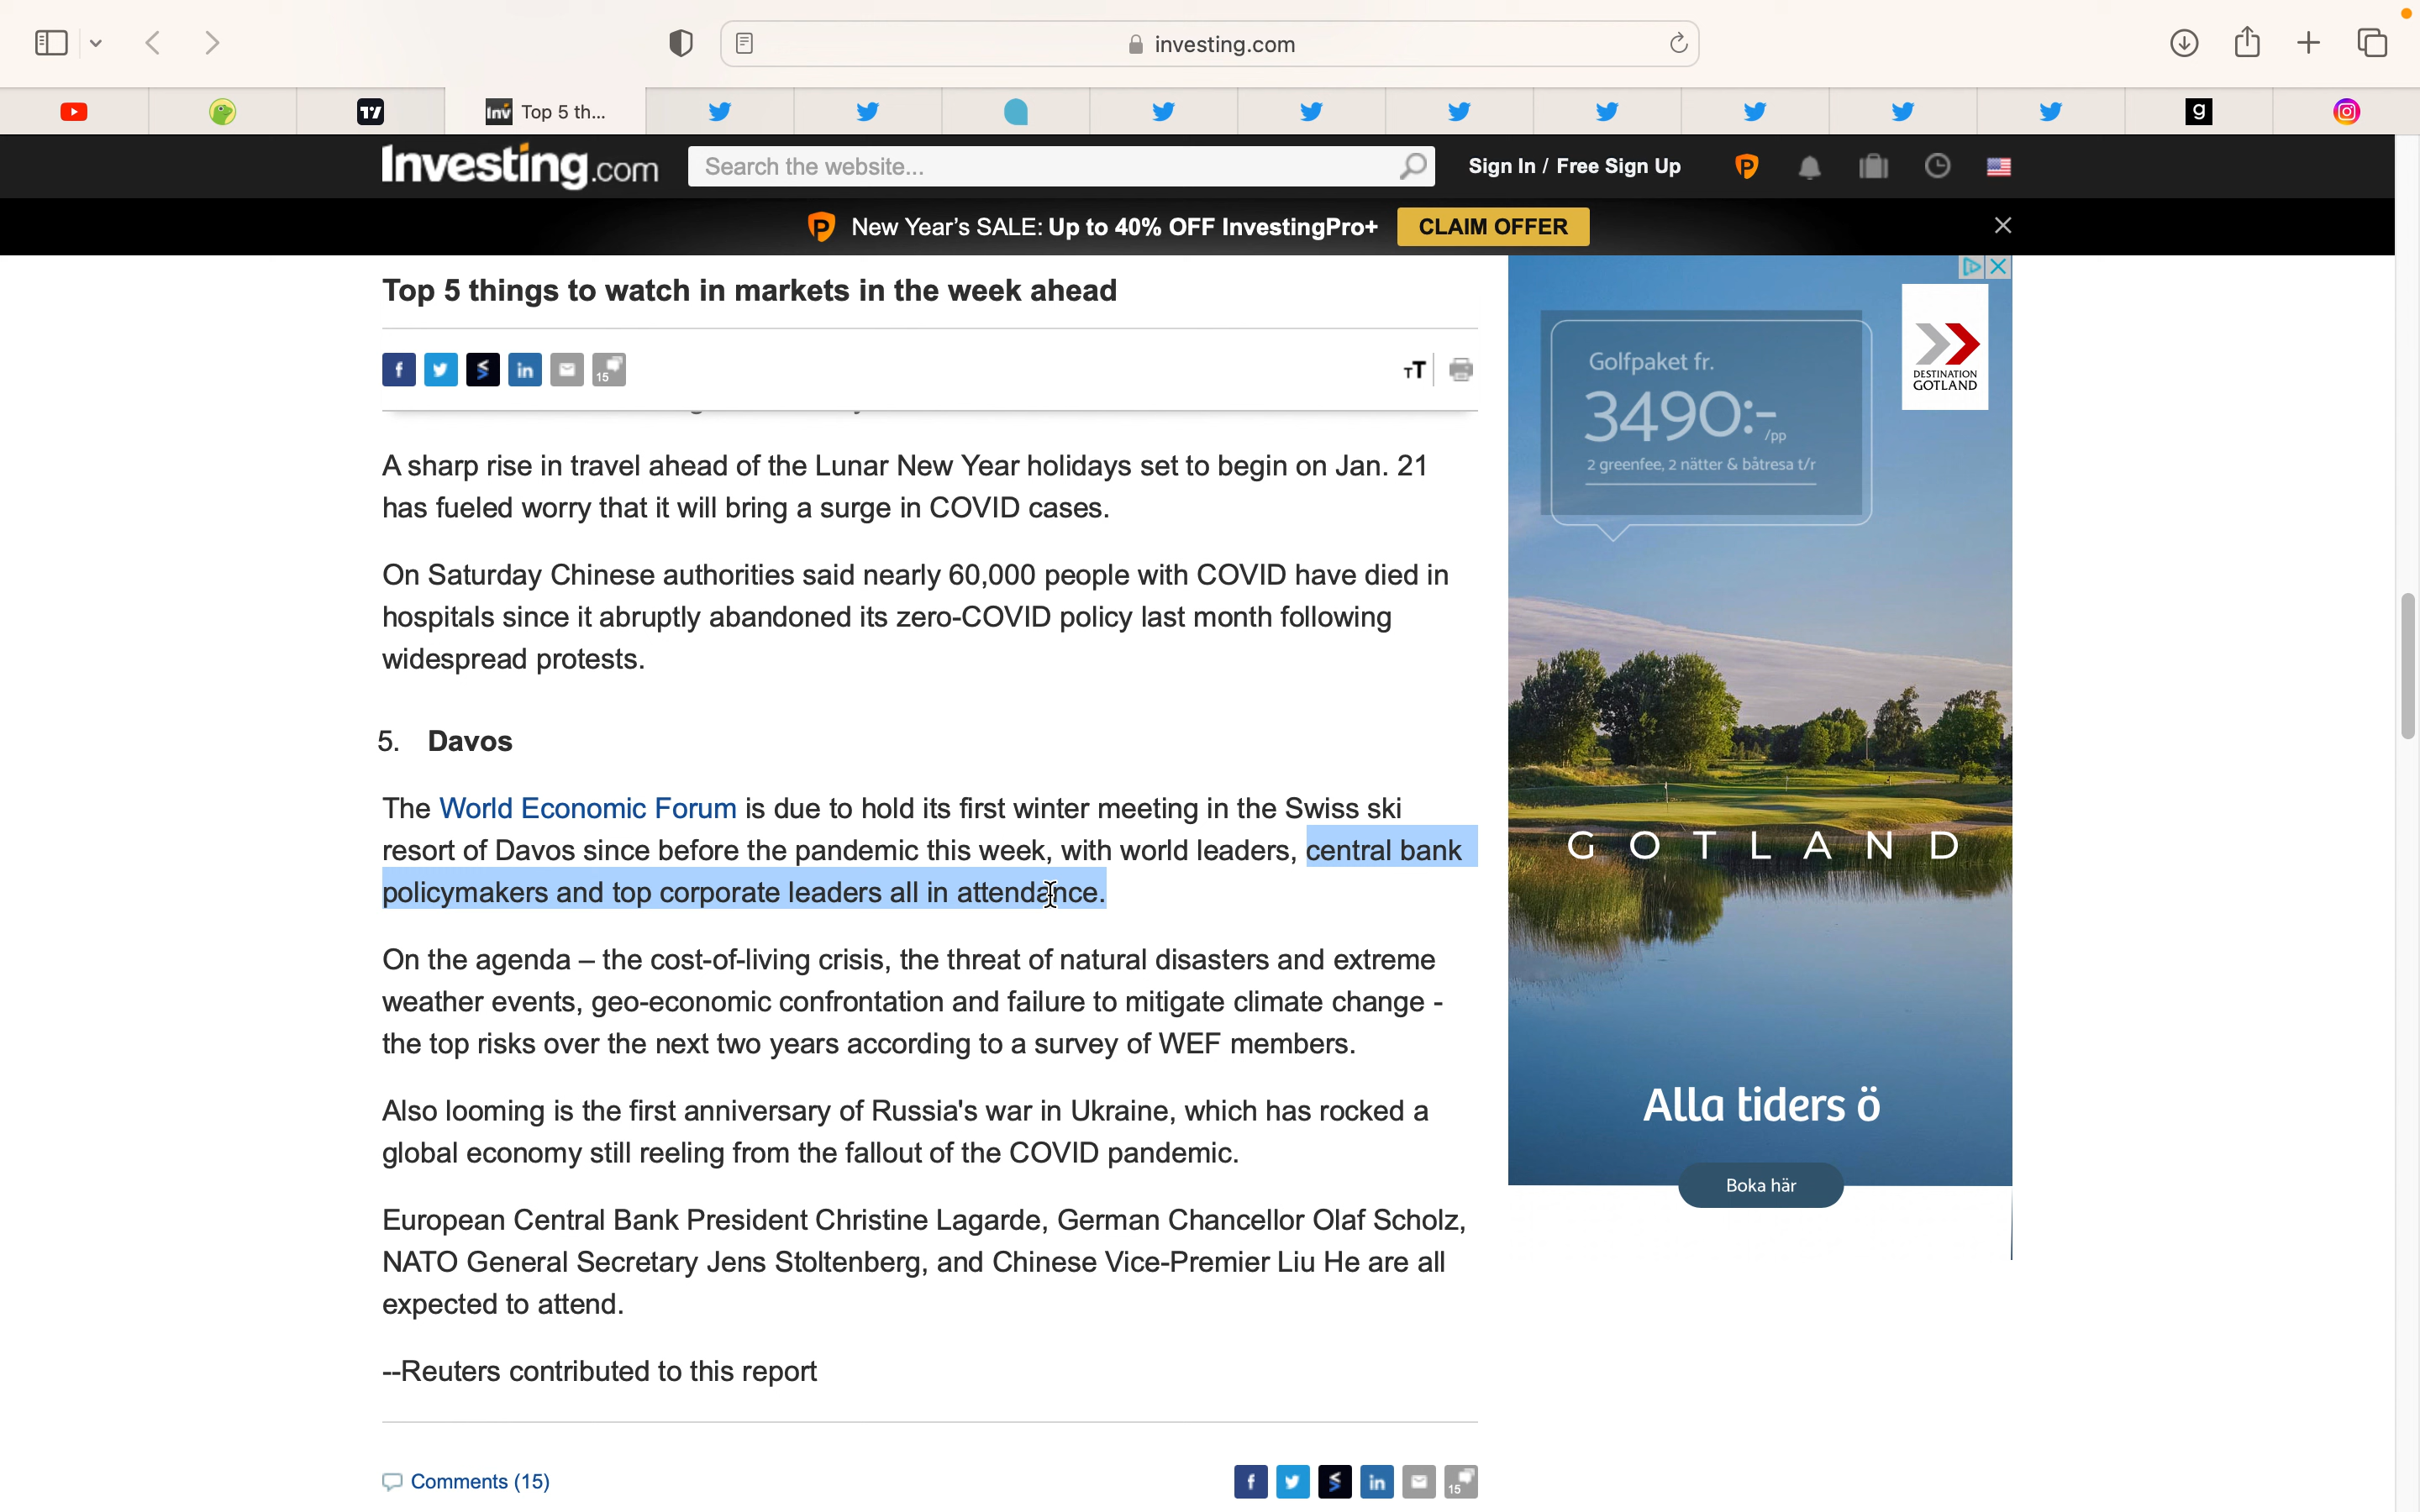 investing.com
Inv Top 5 th...
g
Investing.com
Search the website...
Sign In / Free Sign Up
New Year's SALE: Up to 40% OFF InvestingPro+
CLAIM OFFER
Top 5 things to watch in markets in the week ahead
15
A sharp rise in travel ahead of the Lunar New Year holidays set to begin on Jan. 21
has fueled worry that it will bring a surge in COVID cases.
On Saturday Chinese authorities said nearly 60,000 people with COVID have died in
hospitals since it abruptly abandoned its zero-COVID policy last month following
widespread protests.
5. Davos
The World Economic Forum is due to hold its first winter meeting in the Swiss ski
resort of Davos since before the pandemic this week, with world leaders, central bank
policymakers and top corporate leaders all in attendance.
On the agenda – the cost-of-living crisis, the threat of natural disasters and extreme
weather events, geo-economic confrontation and failure to mitigate climate change -
the top risks over the next two years according to a survey of WEF members.
Also looming is the first anniversary of Russia's war in Ukraine, which has rocked a
global economy still reeling from the fallout of the COVID pandemic.
European Central Bank President Christine Lagarde, German Chancellor Olaf Scholz,
NATO General Secretary Jens Stoltenberg, and Chinese Vice-Premier Liu He are all
expected to attend.
--Reuters contributed to this report
Comments (15)
15
Golfpaket fr.
3490:-
/pp
2 greenfee, 2 nätter & båtresa t/r
DESTINATION
GOTLAND
GOTLAND
Alla tiders ö
Boka här